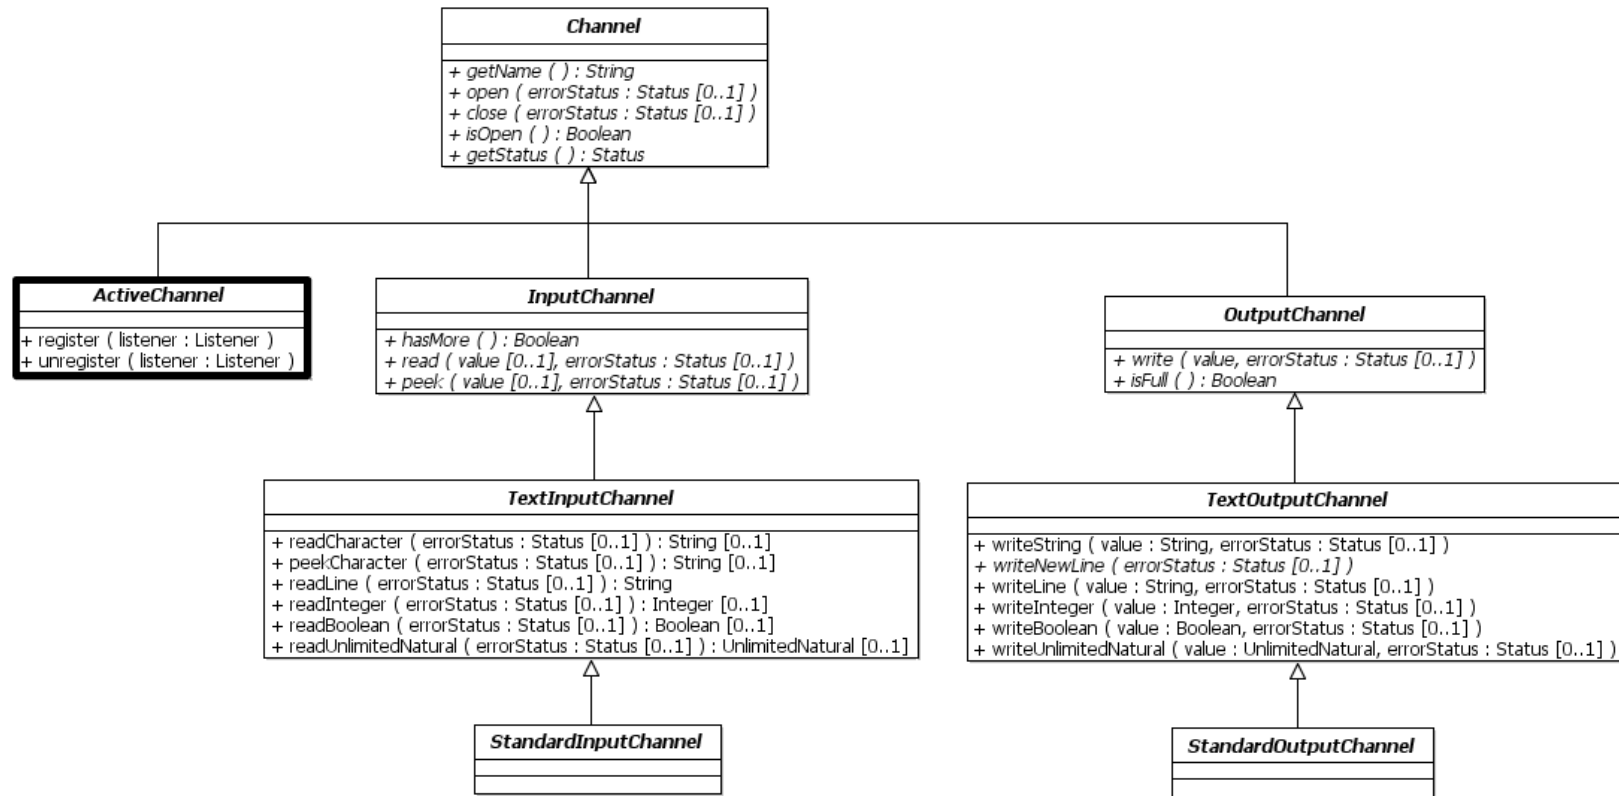 Channel
+ getName ( ) : String
+ open ( errorStatus : Status [0..1] )
+ close ( errorStatus : Status [0..1] )
+ isOpen ( ) : Boolean
+ getStatus ( ) : Status
ActiveChannel
+ register ( listener : Listener )
+ unregister ( listener : Listener )
InputChannel
+ hasMore ( ) : Boolean
+ read ( value [0..1], errorStatus : Status [0..1] )
+ peek ( value [0..1], errorStatus : Status [0..1] )
OutputChannel
+ write ( value, errorStatus : Status [0..1] )
+ isFull ( ) : Boolean
TextInputChannel
+ readCharacter ( errorStatus : Status [0..1] ) : String [0..1]
+ peekCharacter ( errorStatus : Status [0..1] ) : String [0..1]
+ readLine ( errorStatus : Status [0..1] ) : String
+ readInteger ( errorStatus : Status [0..1] ) : Integer [0..1]
+ readBoolean ( errorStatus : Status [0..1] ) : Boolean [0..1]
+ readUnlimitedNatural ( errorStatus : Status [0..1] ) : UnlimitedNatural [0..1]
TextOutputChannel
+ writeString ( value : String, errorStatus : Status [0..1] )
+ writeNewLine ( errorStatus : Status [0..1] )
+ writeLine ( value : String, errorStatus : Status [0..1] )
+ writeInteger ( value : Integer, errorStatus : Status [0..1] )
+ writeBoolean ( value : Boolean, errorStatus : Status [0..1] )
+ writeUnlimitedNatural ( value : UnlimitedNatural, errorStatus : Status [0..1] )
StandardInputChannel
StandardOutputChannel